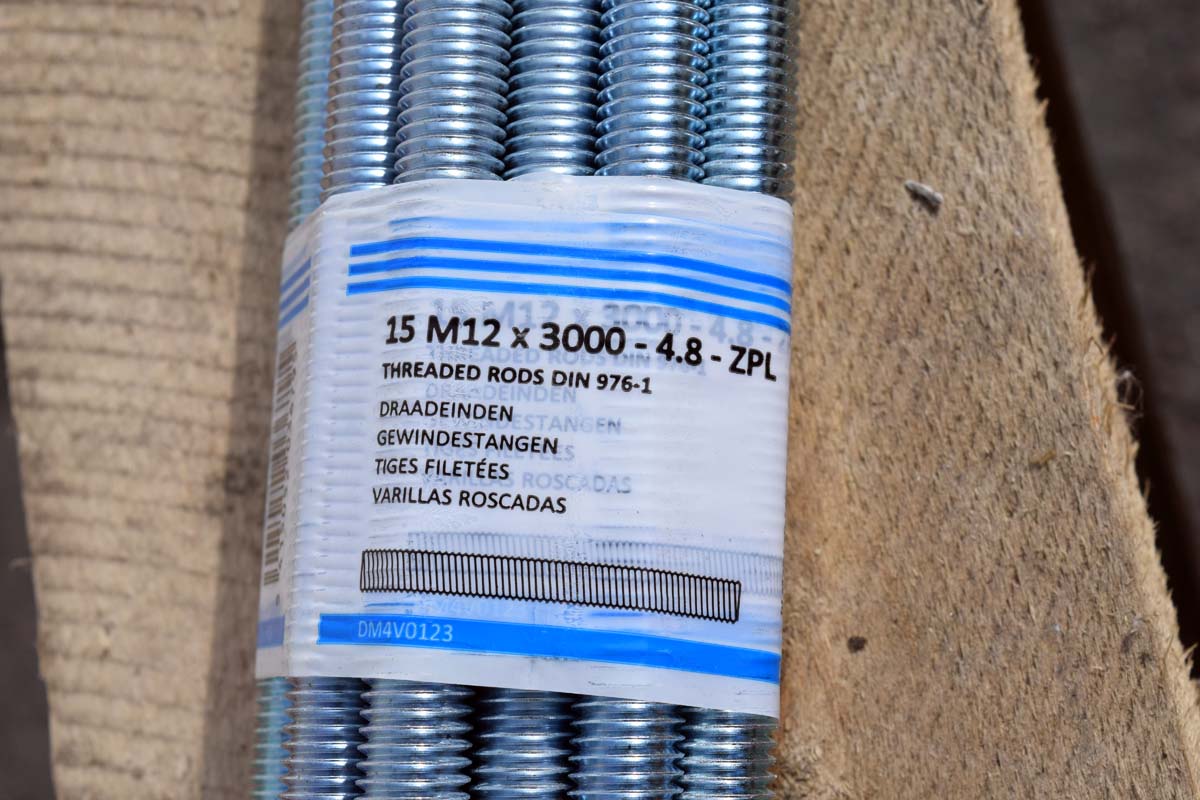 15 M12 x 3000 - 4.8 - ZPL
THREADED RODS DIN 976-1
DRAADEINDEN
GEWINDESTANGEN
TIGES FILETÉES
VARILLAS ROSCADAS
DM4V0123